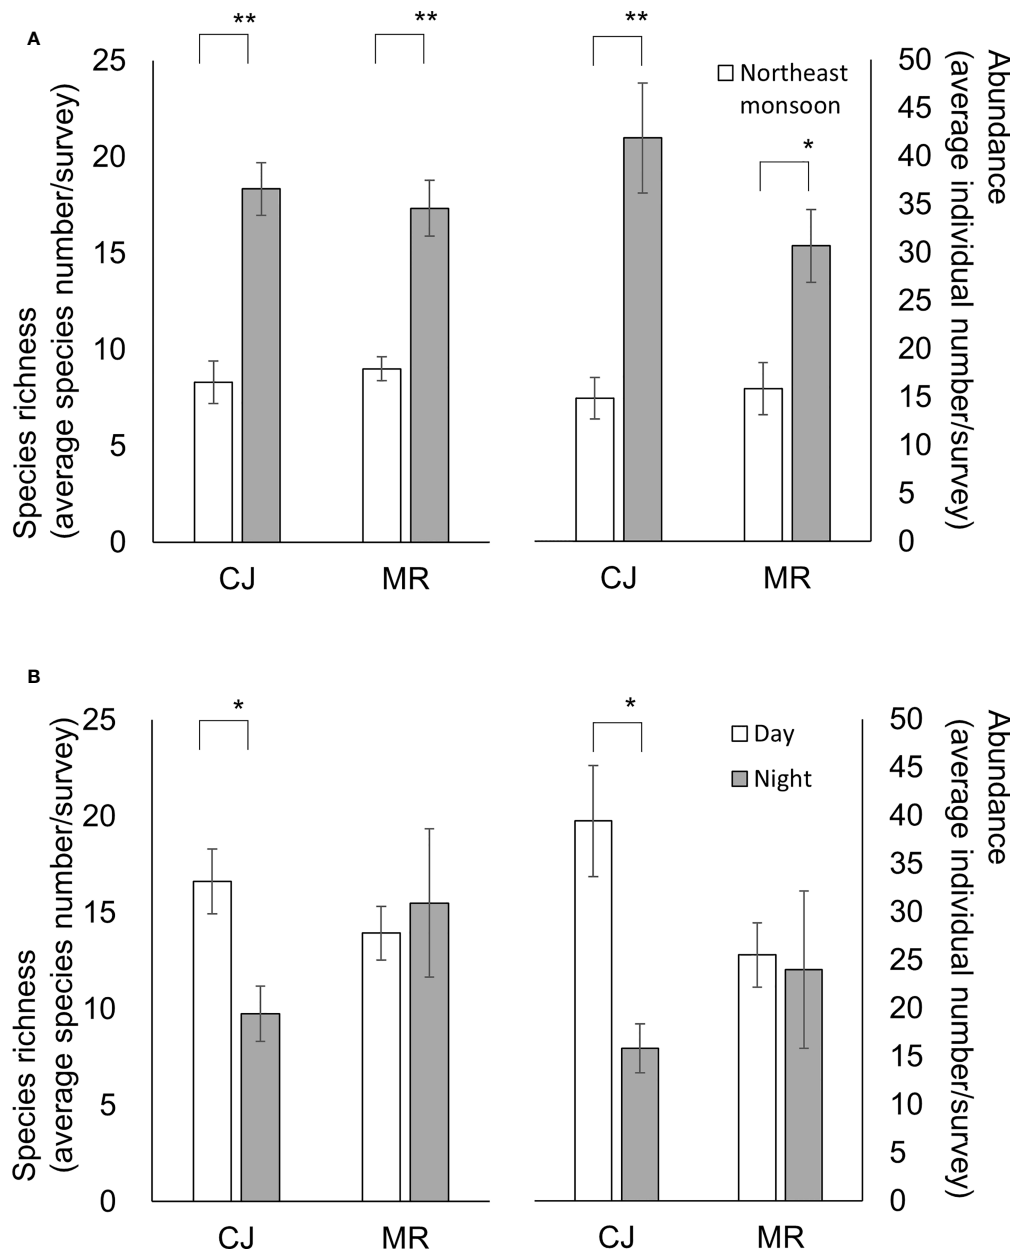 A
** ** **
25 50
Northeast
monsoon
45
20 40
*
35
15 30
25
10 20
15
5 10
5
0 0
Species richness
(average species number/survey)
Abundance
(average individual number/survey)
CJ MR CJ MR
B
* *
25 50
Day
45
Night
20 40
35
15 30
25
10 20
15
5 10
5
0 0
Species richness
(average species number/survey)
Abundance
(average individual number/survey)
CJ MR CJ MR